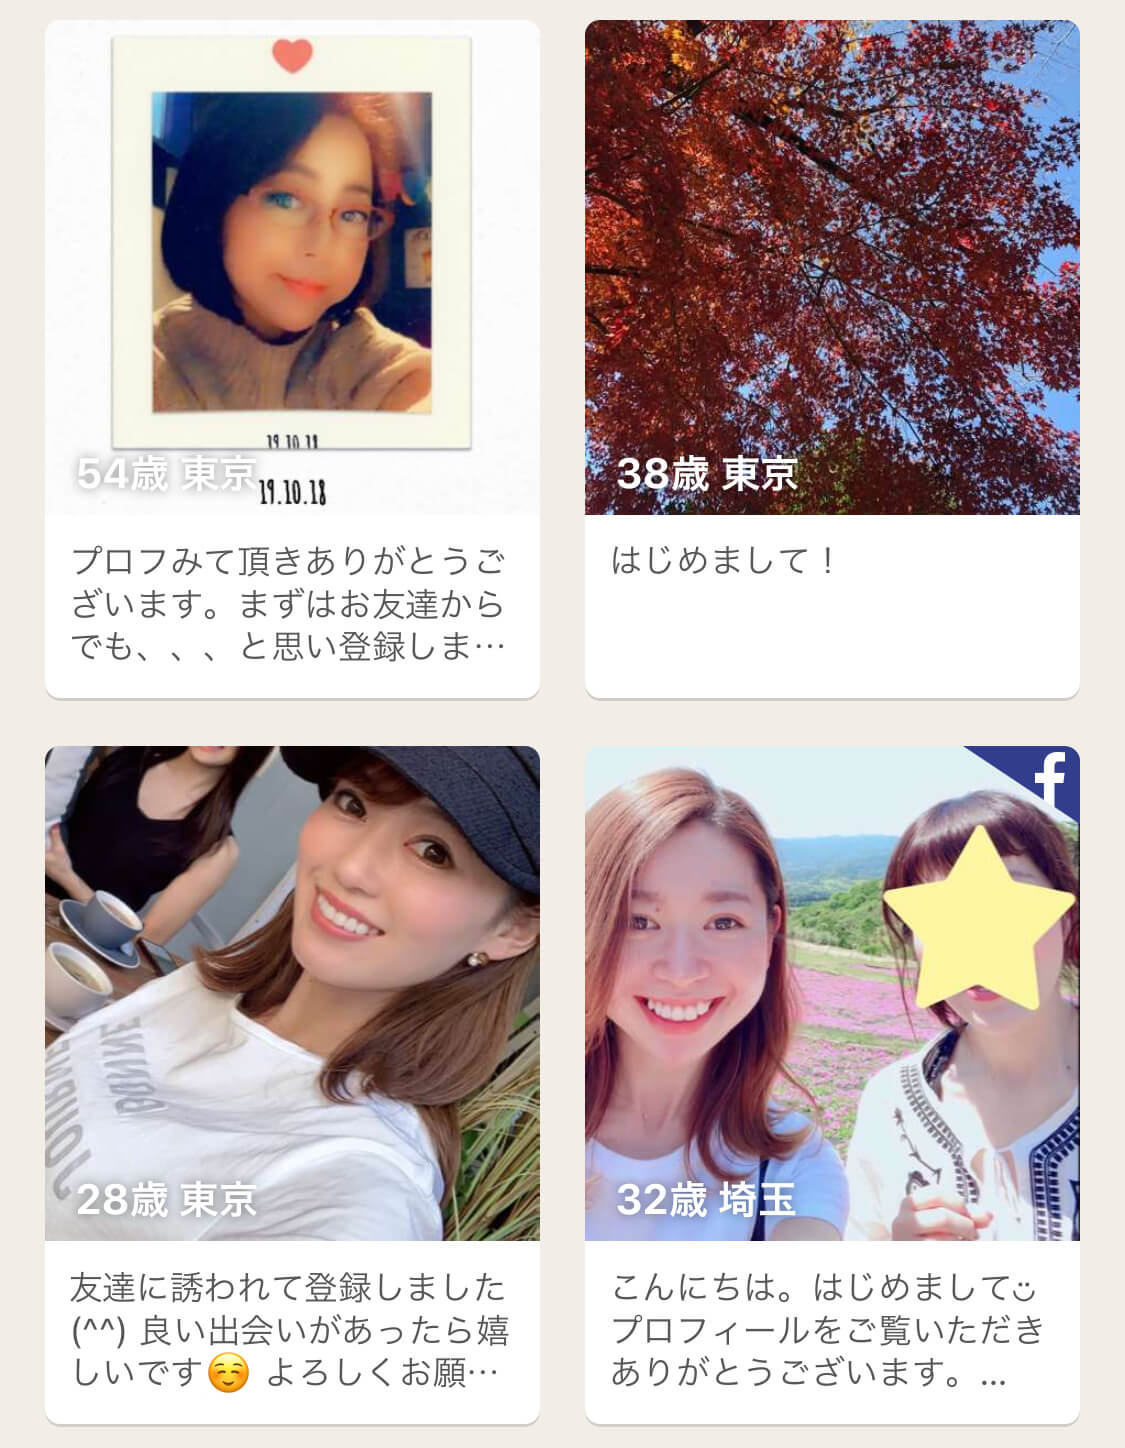 19.10.18
54歳 東京
19.10.18
プロフみて頂きありがとうご
ざいます。まずはお友達から
でも、、、と思い登録しま…
38歳 東京
はじめまして！
28歳 東京
友達に誘われて登録しました
(^^) 良い出会いがあったら嬉
しいです☺️ よろしくお願…
f
32歳 埼玉
こんにちは。はじめまして¨̮
プロフィールをご覧いただき
ありがとうございます。...